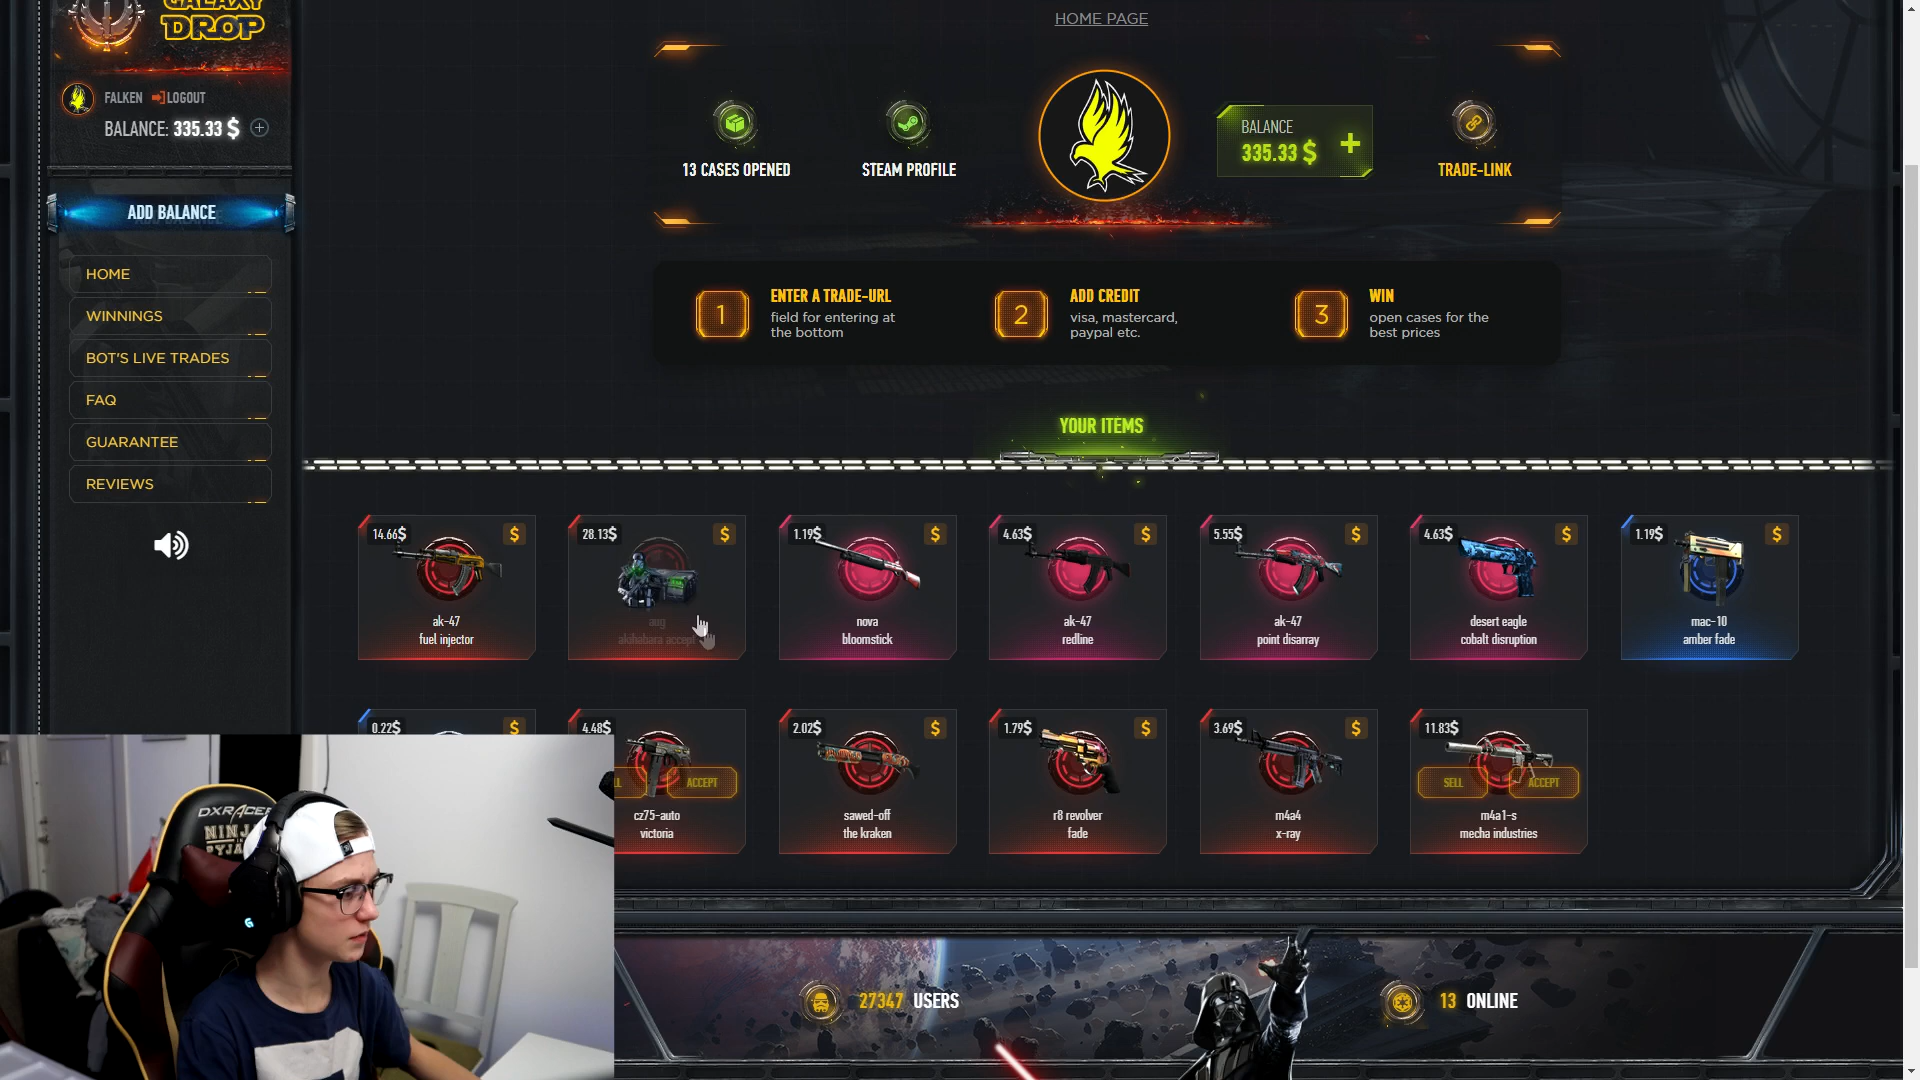 GALAXY
DROP
FALKEN LOGOUT
BALANCE: 335.33 $
ADD BALANCE
HOME
WINNINGS
BOT'S LIVE TRADES
FAQ
GUARANTEE
REVIEWS
HOME PAGE
13 CASES OPENED
STEAM PROFILE
BALANCE
335.33 $ +
TRADE-LINK
1
ENTER A TRADE-URL
field for entering at
the bottom
2
ADD CREDIT
visa, mastercard,
paypal etc.
3
WIN
open cases for the
best prices
YOUR ITEMS
14.66$ $
ak-47
fuel injector
28.13$ $
aug
akihabara accept
1.19$ $
nova
bloomstick
4.63$ $
ak-47
redline
5.55$ $
ak-47
point disarray
4.63$ $
desert eagle
cobalt disruption
1.19$ $
mac-10
amber fade
0.22$ $
4.48$ $
ACCEPT
cz75-auto
victoria
2.02$ $
sawed-off
the kraken
1.79$ $
r8 revolver
fade
3.69$ $
m4a4
x-ray
11.83$ $
SELL ACCEPT
m4a1-s
mecha industries
DXRACER
NINJ
PYJA
27347 USERS
13 ONLINE